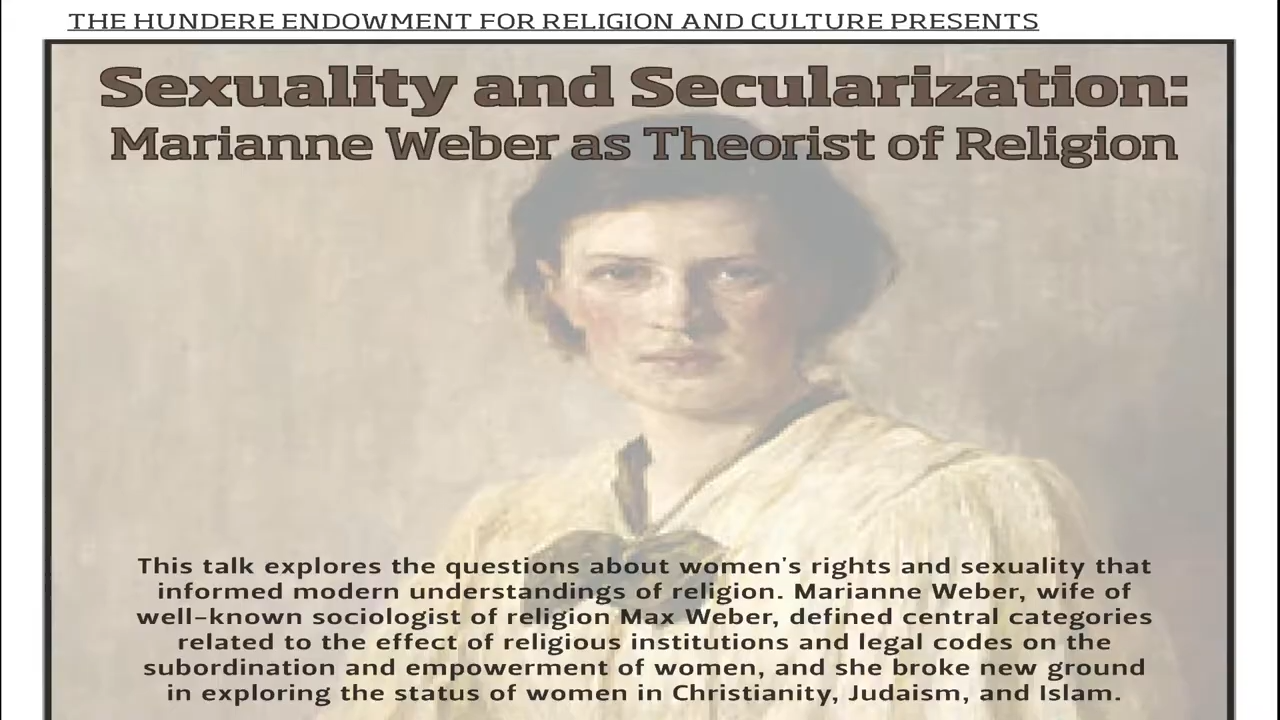 THE HUNDERE ENDOWMENT FOR RELIGION AND CULTURE PRESENTS
Sexuality and Secularization:
Marianne Weber as Theorist of Religion
This talk explores the questions about women's rights and sexuality that
informed modern understandings of religion. Marianne Weber, wife of
well-known sociologist of religion Max Weber, defined central categories
related to the effect of religious institutions and legal codes on the
subordination and empowerment of women, and she broke new ground
in exploring the status of women in Christianity, Judaism, and Islam.